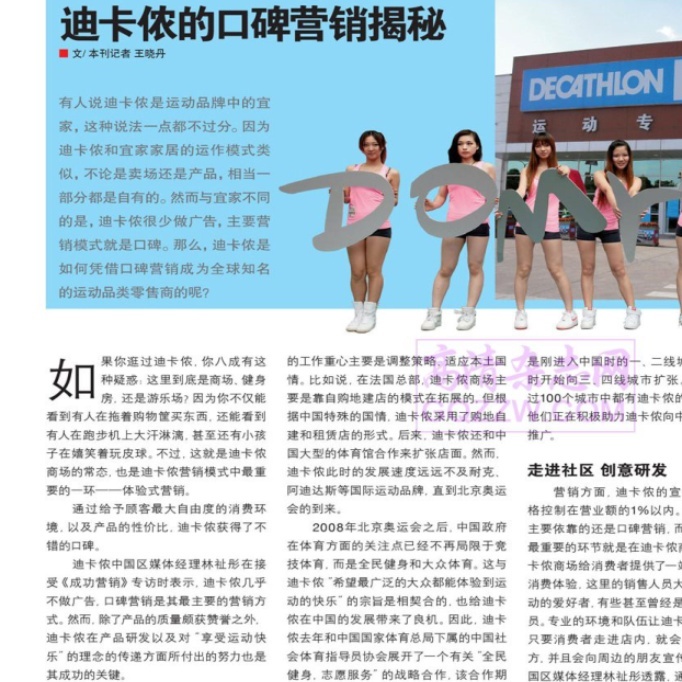 迪卡侬的口碑营销揭秘
■ 文/ 本刊记者 王晓丹
有人说迪卡侬是运动品牌中的宜
家，这种说法一点都不过分。因为
迪卡侬和宜家家居的运作模式类
似，不论是卖场还是产品，相当一
部分都是自有的。然而与宜家不同
的是，迪卡侬很少做广告，主要营
销模式就是口碑。那么，迪卡侬是
如何凭借口碑营销成为全球知名
的运动品类零售商的呢?
DECATHLON
运 动 专
DOMY
如果你逛过迪卡侬，你八成有这
种疑惑：这里到底是商场、健身
房，还是游乐场? 因为你不仅能
看到有人在拖着购物筐买东西，还能看到
有人在跑步机上大汗淋漓，甚至还有小孩
子在嬉笑着玩皮球。不过，这就是迪卡侬
商场的常态，也是迪卡侬营销模式中最重
要的一环——体验式营销。
通过给予顾客最大自由度的消费环
境，以及产品的性价比，迪卡侬获得了不
错的口碑。
迪卡侬中国区媒体经理林祉彤在接
受《成功营销》专访时表示，迪卡侬几乎
不做广告，口碑营销是其最主要的营销方
式。然而，除了产品的质量颇获赞誉之外，
迪卡侬在产品研发以及对“享受运动快
乐”的理念的传递方面所付出的努力也是
其成功的关键。
的工作重心主要是调整策略，适应本土国
情。比如说，在法国总部，迪卡侬商场主
要是靠自购地建店的模式在拓展的，但根
据中国特殊的国情，迪卡侬采用了购地自
建和租赁店的形式。后来，迪卡侬还和中
国大型的体育馆合作来扩张店面。然而，
迪卡侬此时的发展速度远远不及耐克、
阿迪达斯等国际运动品牌，直到北京奥运
会的到来。
2008年北京奥运会之后，中国政府
在体育方面的关注点已经不再局限于竞
技体育，而是全民健身和大众体育。这与
迪卡侬“希望最广泛的大众都能体验到运
动的快乐”的宗旨是相契合的，也给迪卡
侬在中国的发展带来了良机。因此，迪卡
侬去年和中国国家体育总局下属的中国社
会体育指导员协会展开了一个有关“全民
健身，志愿服务”的战略合作，该合作期
是别进入中国时的一、二线城
时开始向三、四线城市扩张，
过100个城市中都有迪卡侬的
他们正在积极助力迪卡侬向中
推广。
走进社区 创意研发
营销方面，迪卡侬的宣
格控制在营业额的1%以内。
主要依靠的还是口碑营销，而
最重要的环节就是在迪卡侬商
卡侬商场给消费者提供了一
消费体验，这里的销售人员大
动的爱好者，有些甚至曾经是
员。专业的环境和队伍让迪卡
只要消费者走进店内，就会
方，并且会向周边的朋友宣传
国区媒体经理林祉彤透露，通